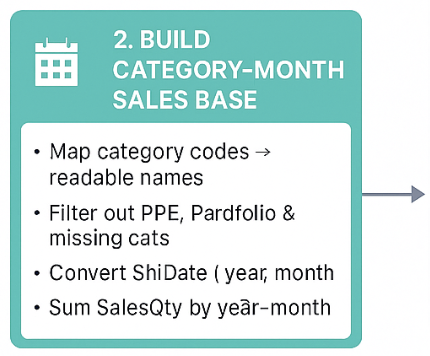 2. BUILD
CATEGORY–MONTH
SALES BASE
• Map category codes →
readable names
• Filter out PPE, Pardfolio &
missing cats
• Convert ShiDate ( year, month
• Sum SalesQty by yeār–month